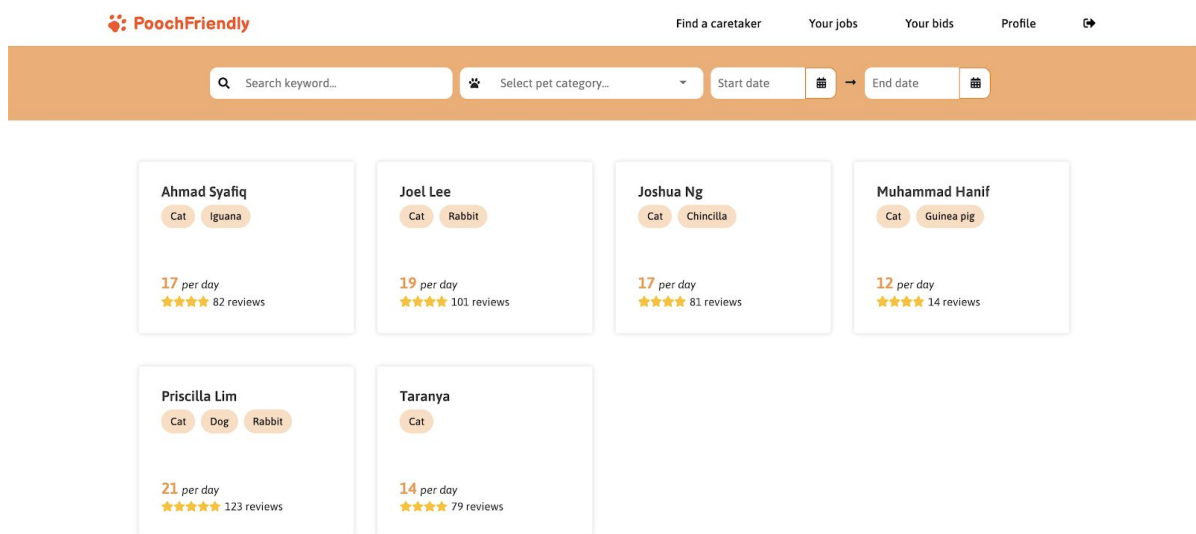 PoochFriendly
Find a caretaker
Your jobs
Your bids
Profile
Search keyword...
Select pet category...
Start date
End date
Ahmad Syafiq
Cat Iguana
17 per day
82 reviews
Joel Lee
Cat Rabbit
19 per day
101 reviews
Joshua Ng
Cat Chincilla
17 per day
81 reviews
Muhammad Hanif
Cat Guinea pig
12 per day
14 reviews
Priscilla Lim
Cat Dog Rabbit
21 per day
123 reviews
Taranya
Cat
14 per day
79 reviews